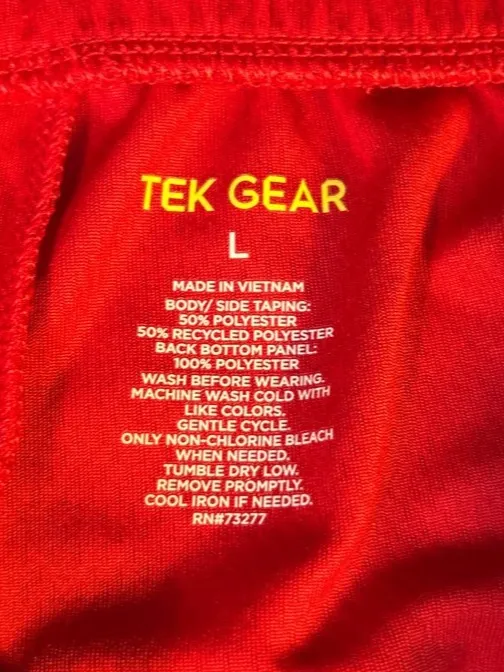 TEK GEAR
L
MADE IN VIETNAM
BODY/ SIDE TAPING:
50% POLYESTER
50% RECYCLED POLYESTER
BACK BOTTOM PANEL:
100% POLYESTER
WASH BEFORE WEARING.
MACHINE WASH COLD WITH
LIKE COLORS.
GENTLE CYCLE.
ONLY NON-CHLORINE BLEACH
WHEN NEEDED.
TUMBLE DRY LOW.
REMOVE PROMPTLY.
COOL IRON IF NEEDED.
RN#73277